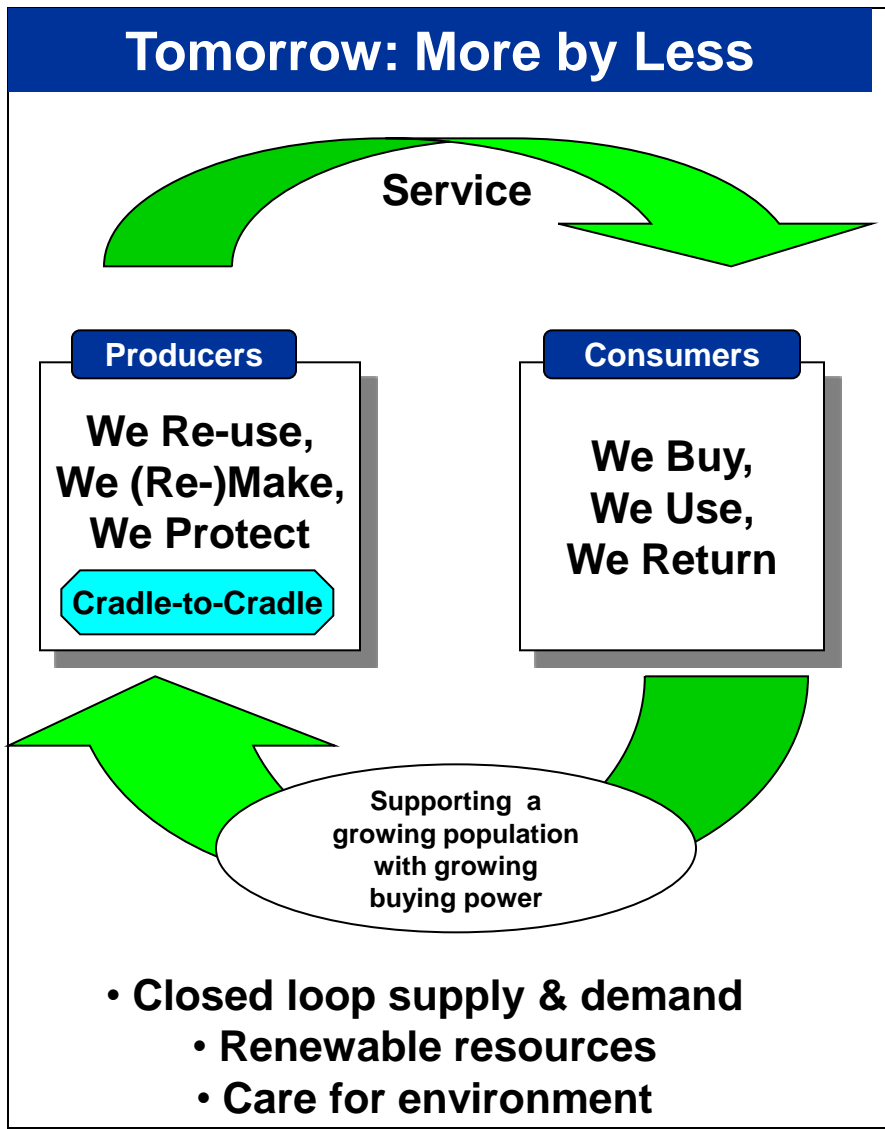 Tomorrow: More by Less
Service
Producers
We Re-use,
We (Re-)Make,
We Protect
Cradle-to-Cradle
Consumers
We Buy,
We Use,
We Return
Supporting a
growing population
with growing
buying power
• Closed loop supply & demand
• Renewable resources
• Care for environment